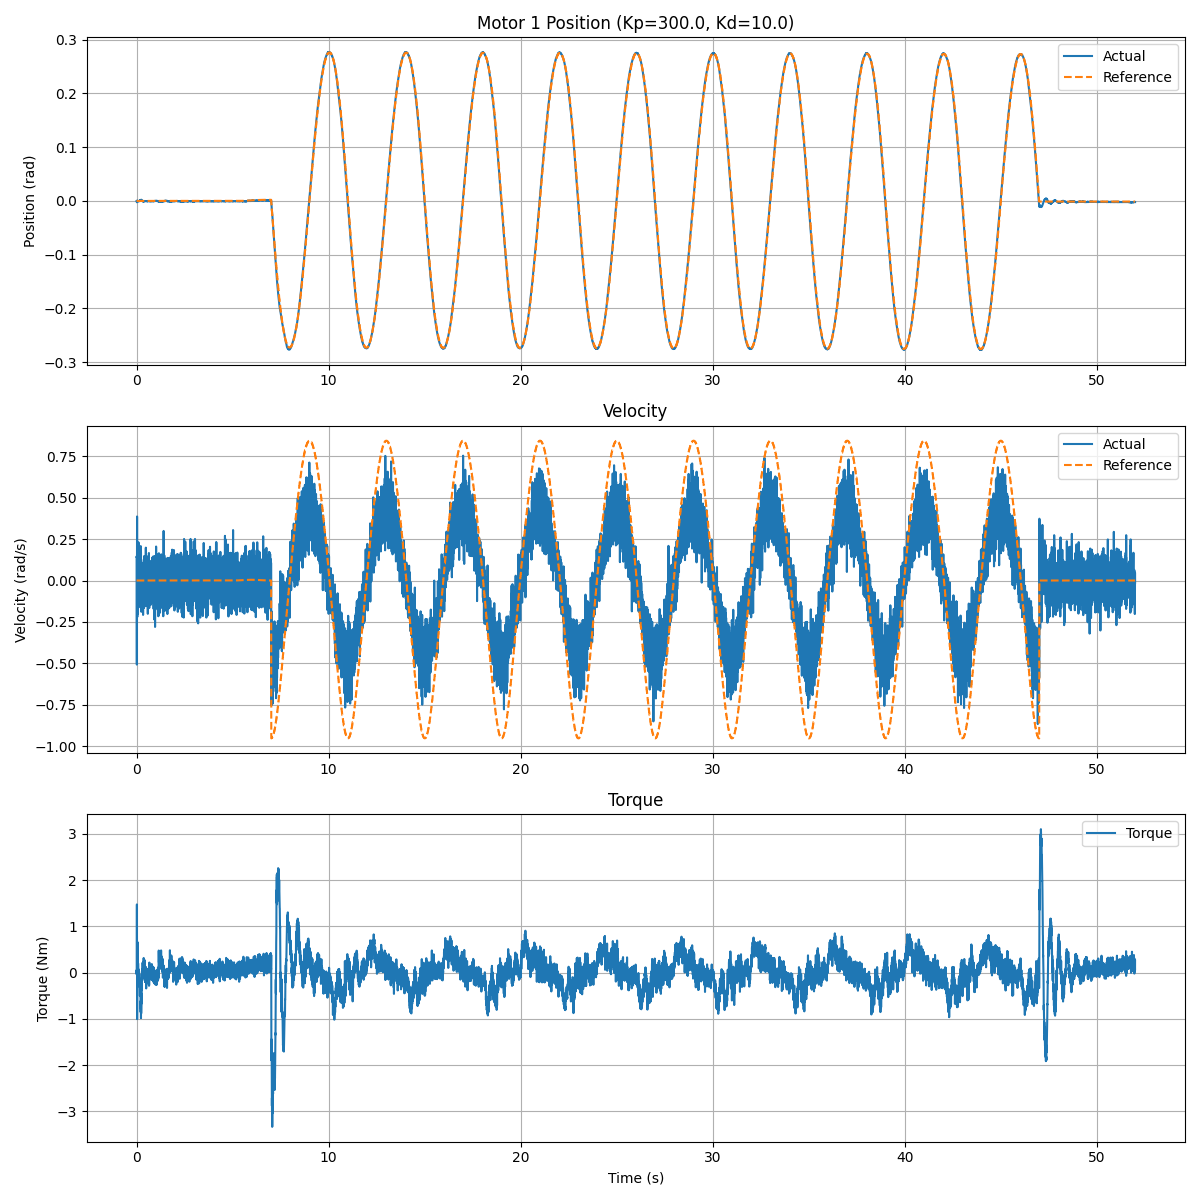 Motor 1 Position (Kp=300.0, Kd=10.0)
Position (rad)
0.3
0.2
0.1
0.0
−0.1
−0.2
−0.3
Actual
Reference
0 10 20 30 40 50
Velocity
Velocity (rad/s)
0.75
0.50
0.25
0.00
−0.25
−0.50
−0.75
−1.00
Actual
Reference
0 10 20 30 40 50
Torque
Torque (Nm)
3
2
1
0
−1
−2
−3
Torque
0 10 20 30 40 50
Time (s)